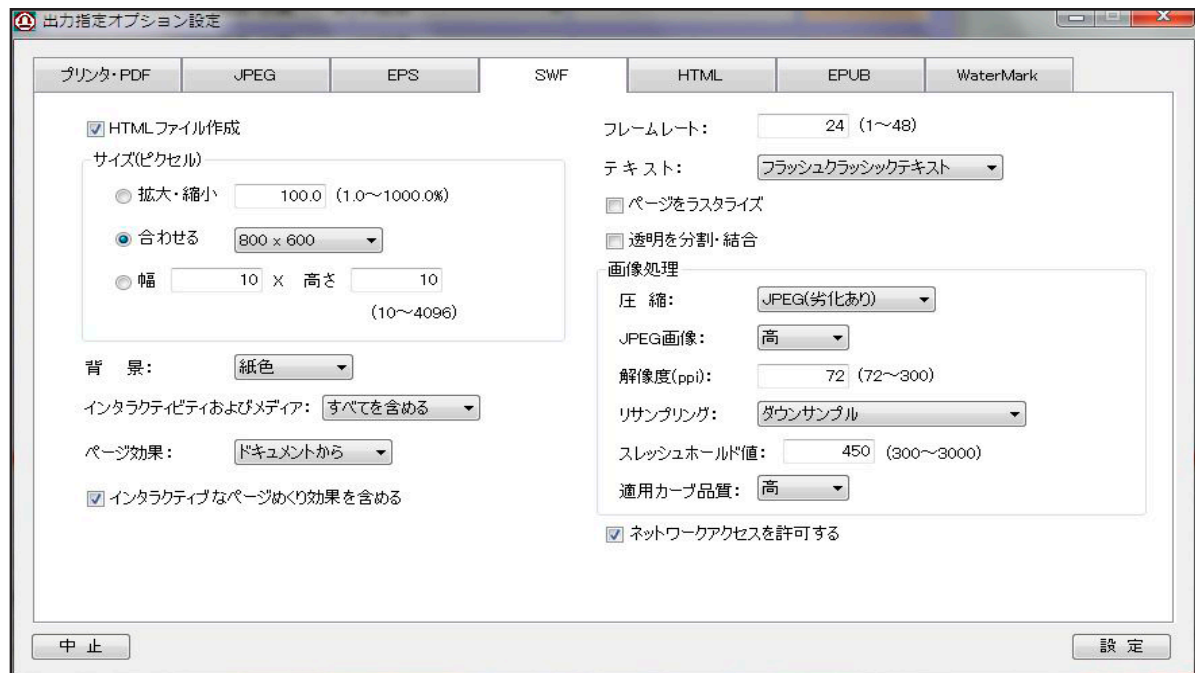 出力指定オプション設定
プリンタ・PDF JPEG EPS SWF HTML EPUB WaterMark
HTMLファイル作成
サイズ(ピクセル)
拡大・縮小 100.0 (1.0～1000.0%)
合わせる 800 x 600
幅 10 X 高さ 10
(10～4096)
背 景: 紙色
インタラクティビティおよびメディア: すべてを含める
ページ効果: ドキュメントから
インタラクティブなページめくり効果を含める
フレームレート: 24 (1～48)
テキスト: フラッシュクラッシックテキスト
ページをラスタライズ
透明を分割・結合
画像処理
圧 縮: JPEG(劣化あり)
JPEG画像: 高
解像度(ppi): 72 (72～300)
リサンプリング: ダウンサンプル
スレッシュホールド値: 450 (300～3000)
適用カーブ品質: 高
ネットワークアクセスを許可する
中 止
設 定